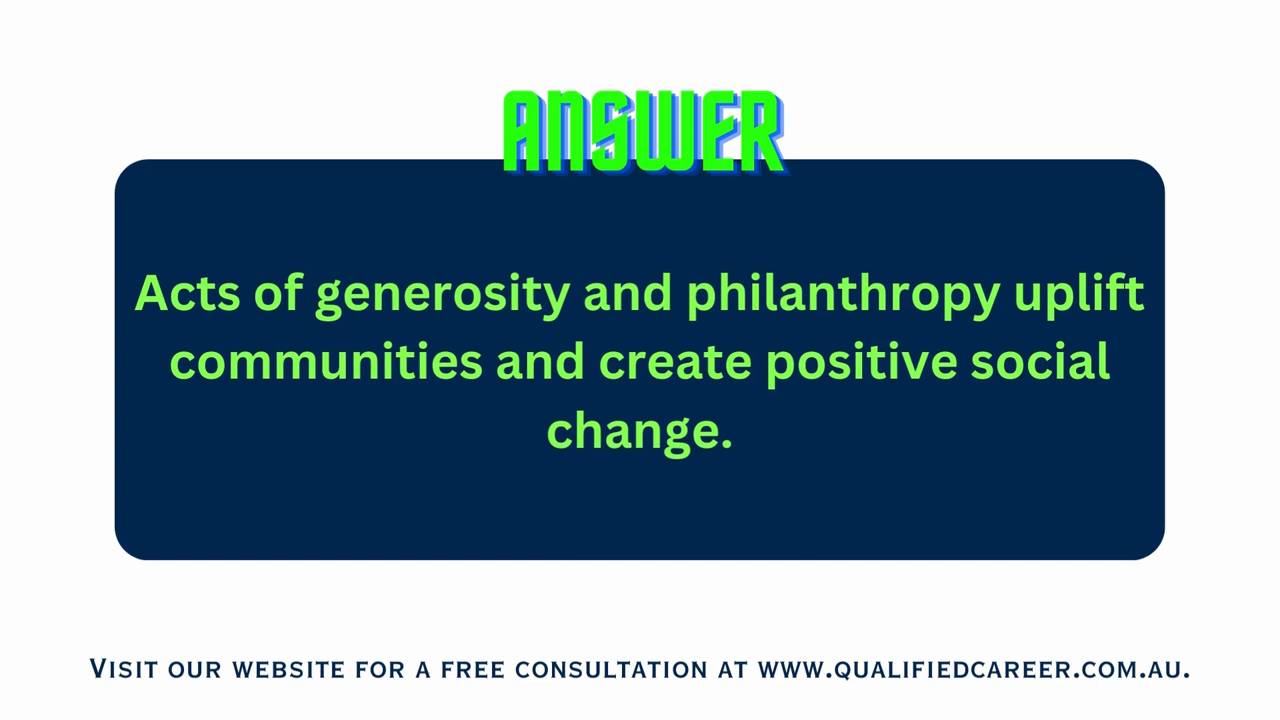 ANSWER
Acts of generosity and philanthropy uplift
communities and create positive social
change.
Visit our website for a free consultation at www.qualifiedcareer.com.au.